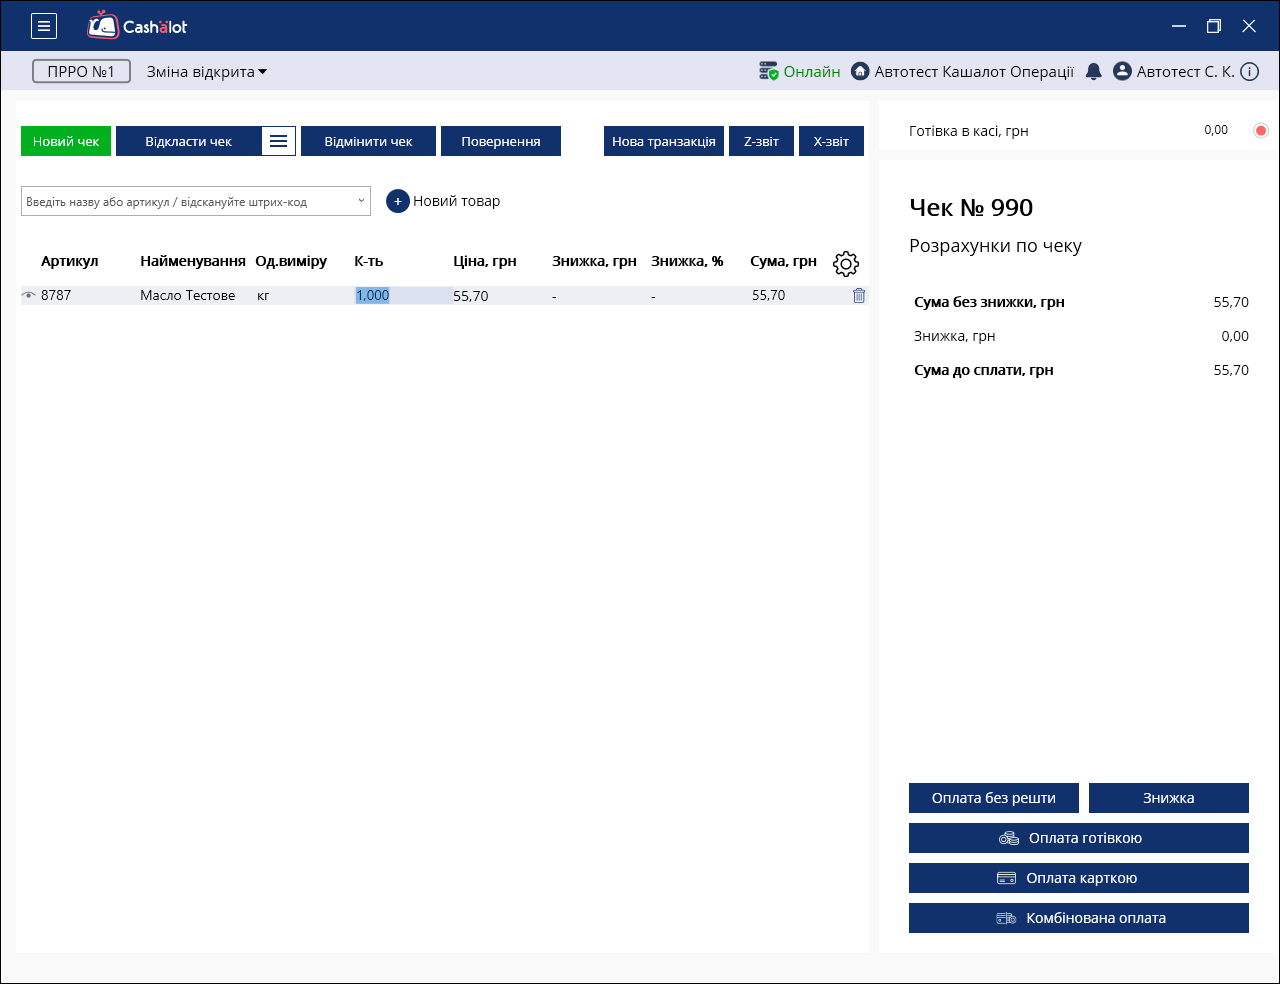 Cashalot
ПРРО №1 Зміна відкрита Онлайн Автотест Кашалот Операції Автотест С. К.
Новий чек Відкласти чек Відмінити чек Повернення Нова транзакція Z-звіт X-звіт
Готівка в касі, грн 0,00
Введіть назву або артикул / відскануйте штрих-код Новий товар
Чек № 990
Розрахунки по чеку
Артикул Найменування Од.виміру К-ть Ціна, грн Знижка, грн Знижка, % Сума, грн
8787 Масло Тестове кг 1,000 55,70 - - 55,70
Сума без знижки, грн 55,70
Знижка, грн 0,00
Сума до сплати, грн 55,70
Оплата без решти Знижка
Оплата готівкою
Оплата карткою
Комбінована оплата